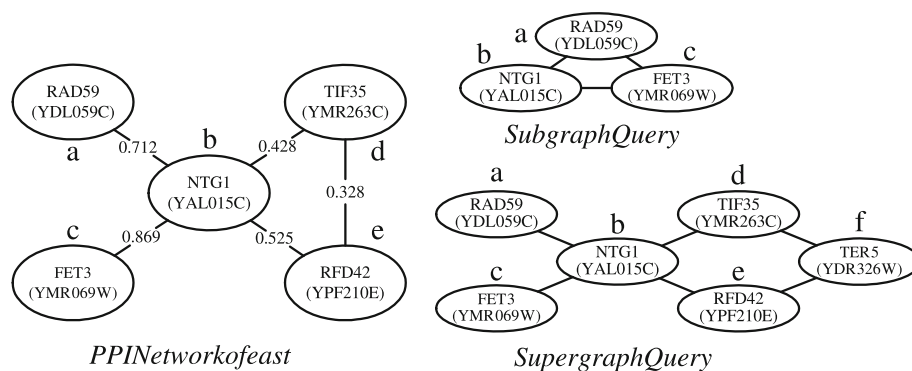 RAD59
(YDL059C)
a
TIF35
(YMR263C)
d
0.712
b
0.428
NTG1
(YAL015C)
0.328
c
0.869
0.525
e
FET3
(YMR069W)
RFD42
(YPF210E)
PPINetworkofeast
a
RAD59
(YDL059C)
b
c
NTG1
(YAL015C)
FET3
(YMR069W)
SubgraphQuery
a
RAD59
(YDL059C)
d
TIF35
(YMR263C)
b
NTG1
(YAL015C)
f
TER5
(YDR326W)
c
FET3
(YMR069W)
e
RFD42
(YPF210E)
SupergraphQuery